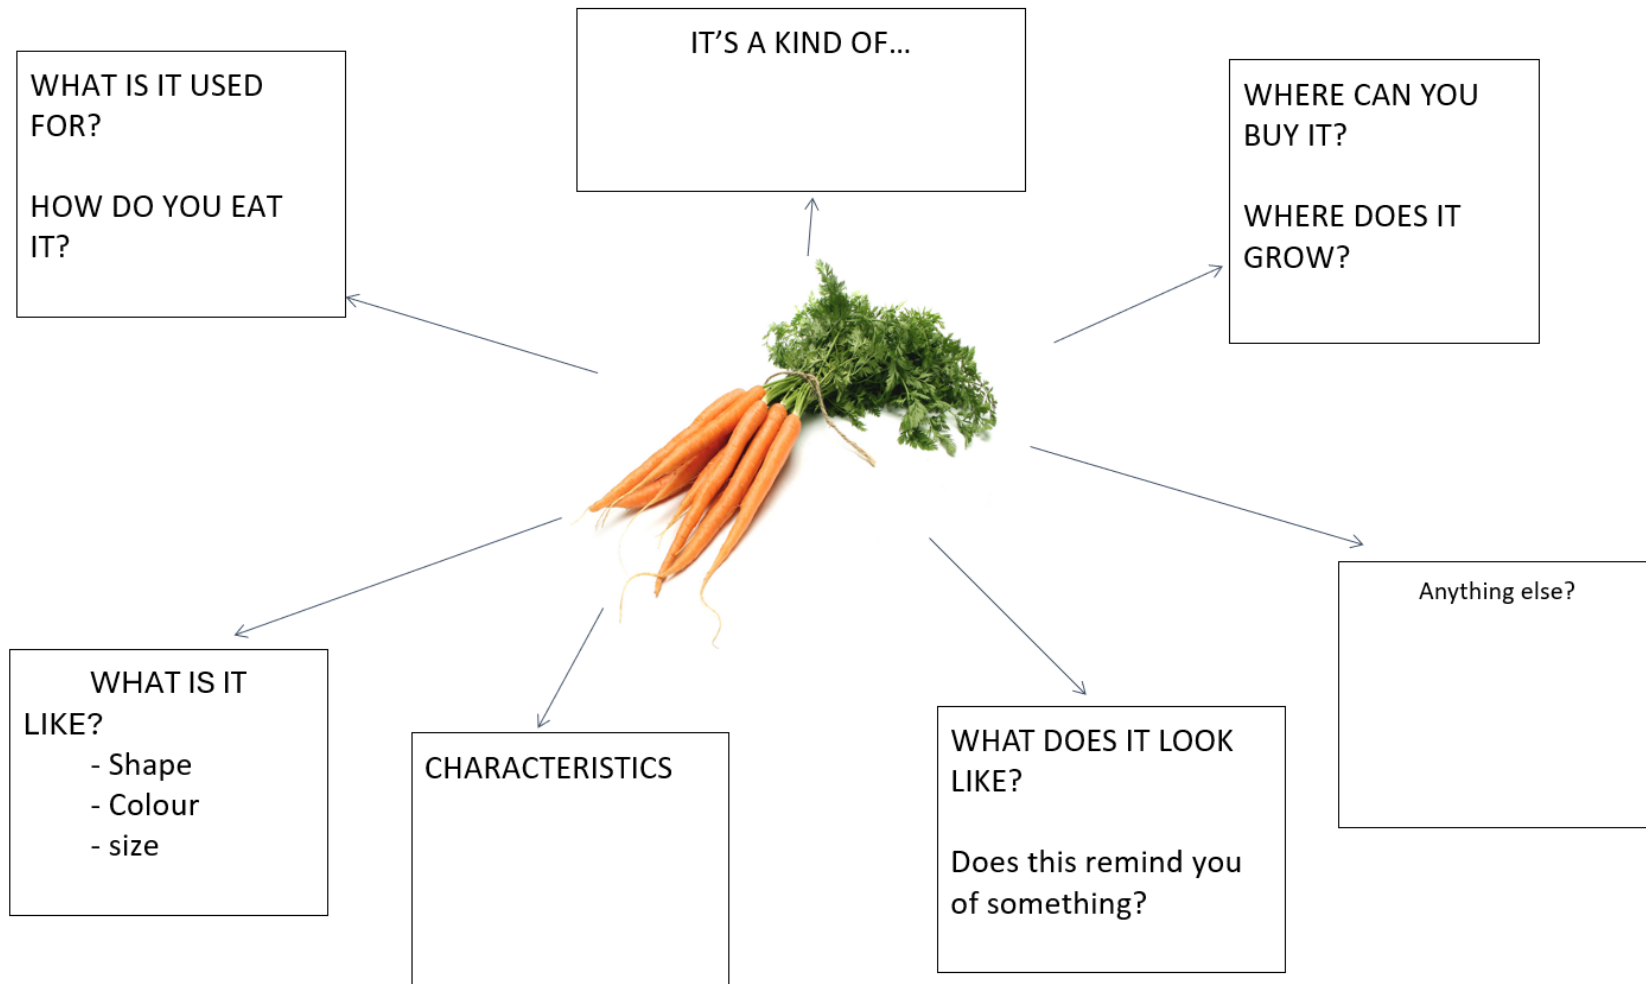 IT’S A KIND OF...
WHAT IS IT USED
FOR?
HOW DO YOU EAT
IT?
WHERE CAN YOU
BUY IT?
WHERE DOES IT
GROW?
Anything else?
WHAT IS IT
LIKE?
- Shape
- Colour
- size
CHARACTERISTICS
WHAT DOES IT LOOK
LIKE?
Does this remind you
of something?